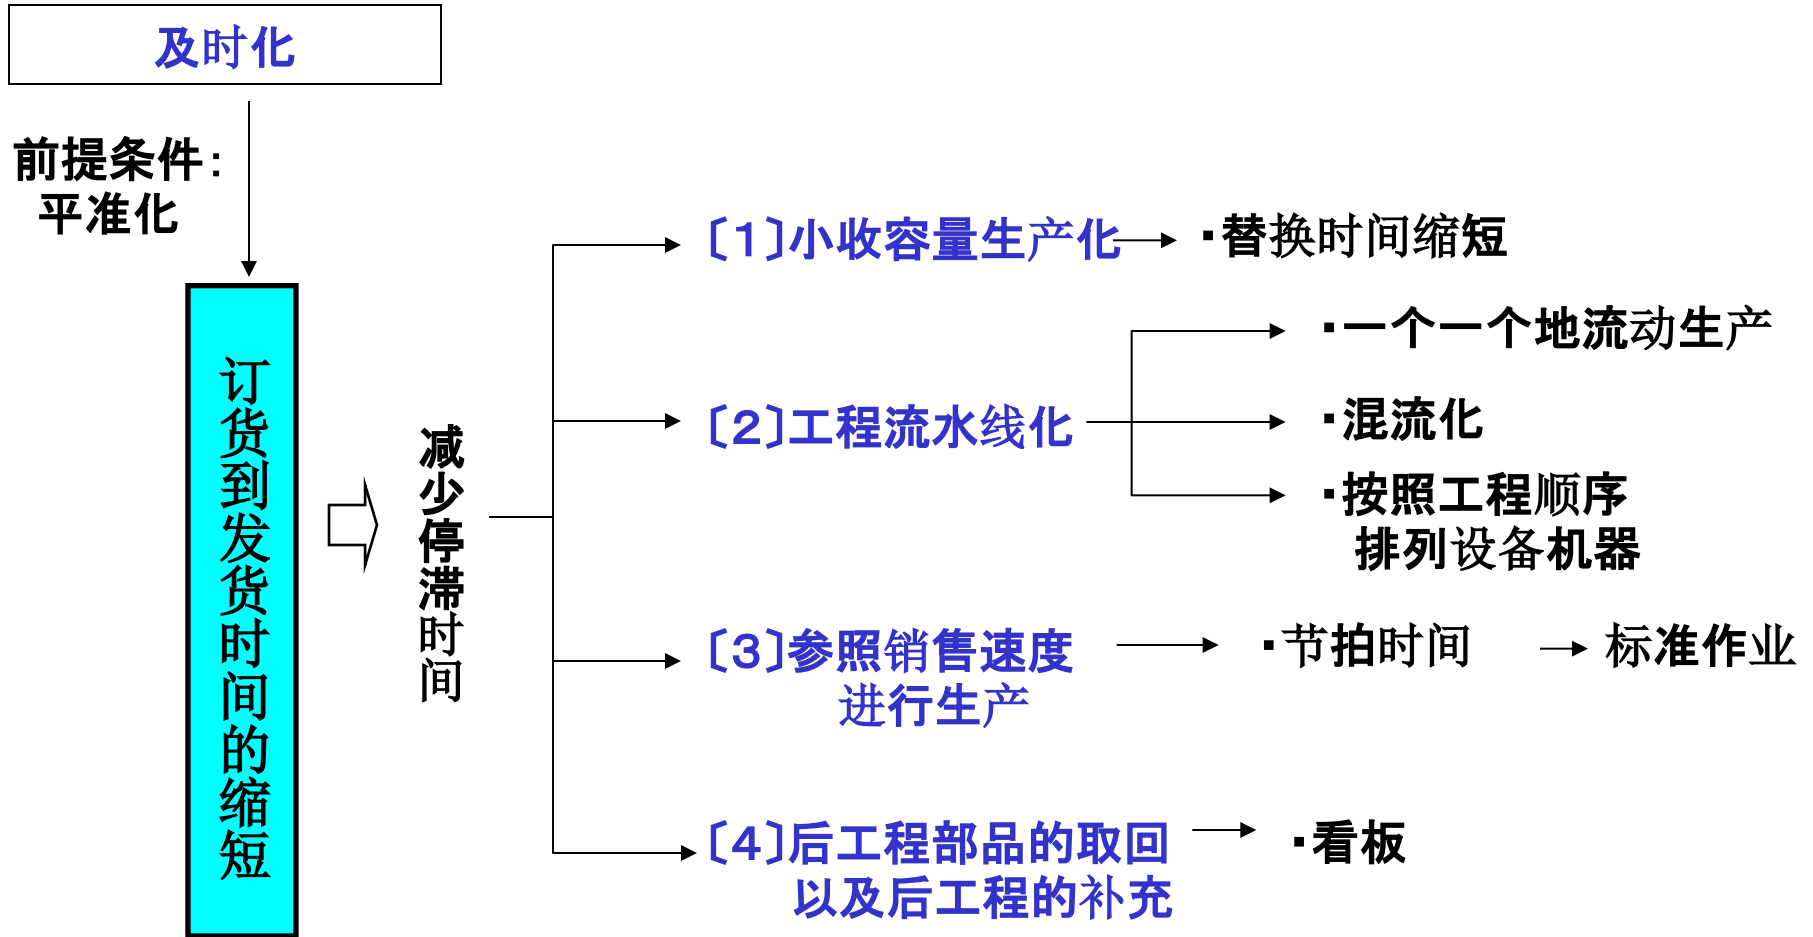 及时化
前提条件:
平准化
订货到发货时间的缩短
减少停滞时间
〔1〕小收容量生产化
·替换时间缩短
〔2〕工程流水线化
·一个一个地流动生产
·混流化
·按照工程顺序
排列设备机器
〔3〕参照销售速度
进行生产
·节拍时间
标准作业
〔4〕后工程部品的取回
以及后工程的补充
·看板